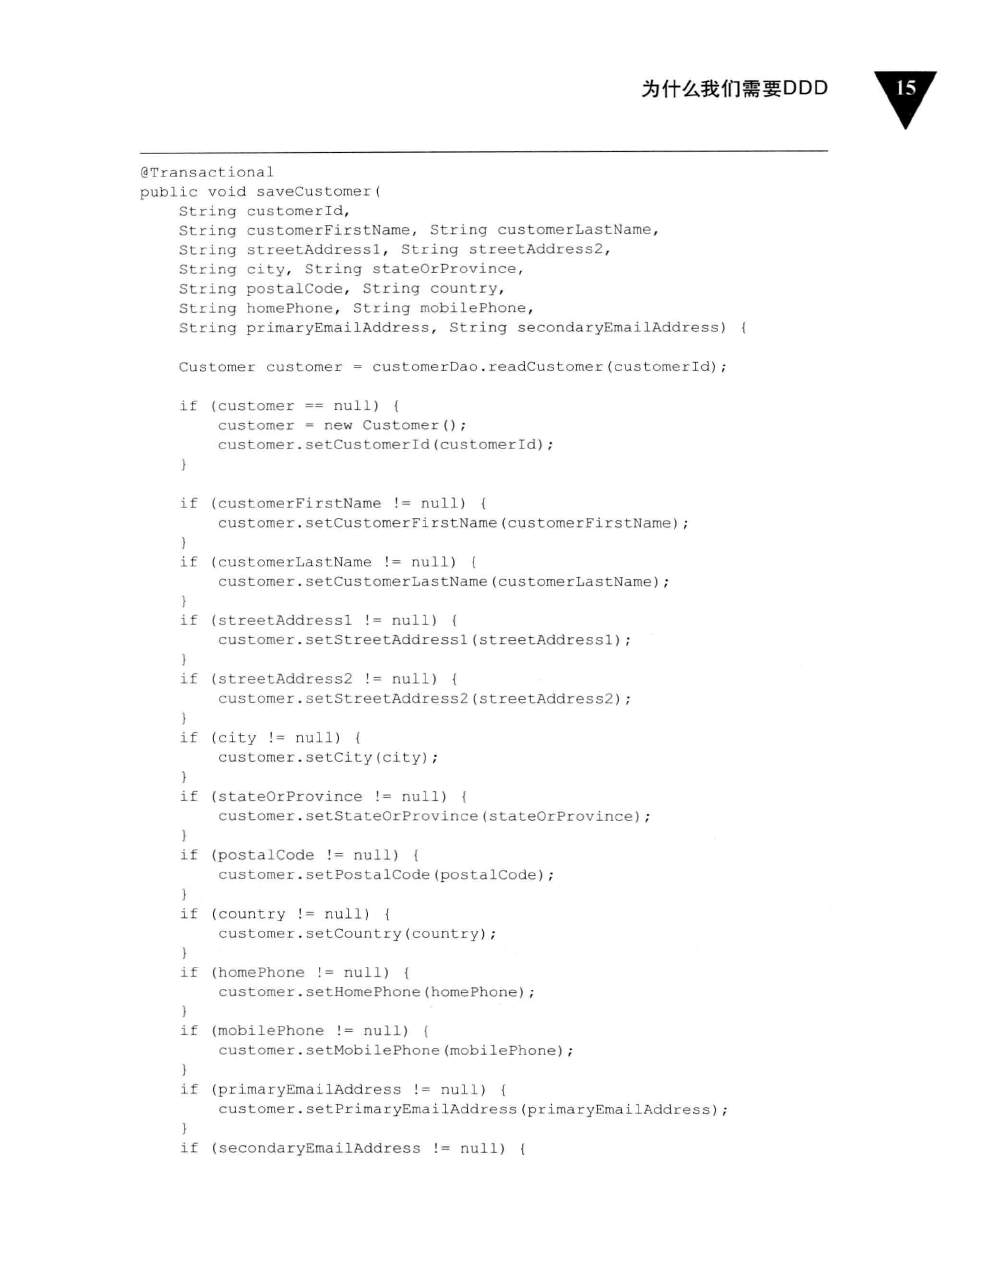 为什么我们需要DDD
15
@Transactional
public void saveCustomer(
    String customerId,
    String customerFirstName, String customerLastName,
    String streetAddress1, String streetAddress2,
    String city, String stateOrProvince,
    String postalCode, String country,
    String homePhone, String mobilePhone,
    String primaryEmailAddress, String secondaryEmailAddress) {
    Customer customer = customerDao.readCustomer(customerId);
    if (customer == null) {
        customer = new Customer();
        customer.setCustomerId(customerId);
    }
    if (customerFirstName != null) {
        customer.setCustomerFirstName(customerFirstName);
    }
    if (customerLastName != null) {
        customer.setCustomerLastName(customerLastName);
    }
    if (streetAddress1 != null) {
        customer.setStreetAddress1(streetAddress1);
    }
    if (streetAddress2 != null) {
        customer.setStreetAddress2(streetAddress2);
    }
    if (city != null) {
        customer.setCity(city);
    }
    if (stateOrProvince != null) {
        customer.setStateOrProvince(stateOrProvince);
    }
    if (postalCode != null) {
        customer.setPostalCode(postalCode);
    }
    if (country != null) {
        customer.setCountry(country);
    }
    if (homePhone != null) {
        customer.setHomePhone(homePhone);
    }
    if (mobilePhone != null) {
        customer.setMobilePhone(mobilePhone);
    }
    if (primaryEmailAddress != null) {
        customer.setPrimaryEmailAddress(primaryEmailAddress);
    }
    if (secondaryEmailAddress != null) {